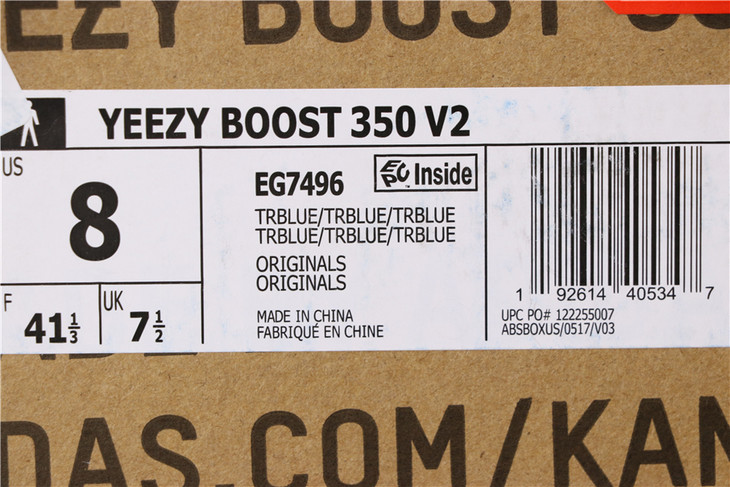 EEZY BOOST 350
YEEZY BOOST 350 V2
US
8
F
41 1/3
UK
7 1/2
EG7496
EPC Inside
TRBLUE/TRBLUE/TRBLUE
TRBLUE/TRBLUE/TRBLUE
ORIGINALS
ORIGINALS
MADE IN CHINA
FABRIQUÉ EN CHINE
1 92614 40534 7
UPC PO# 122255007
ABSBOXUS/0517/V03
DAS.COM/KAN